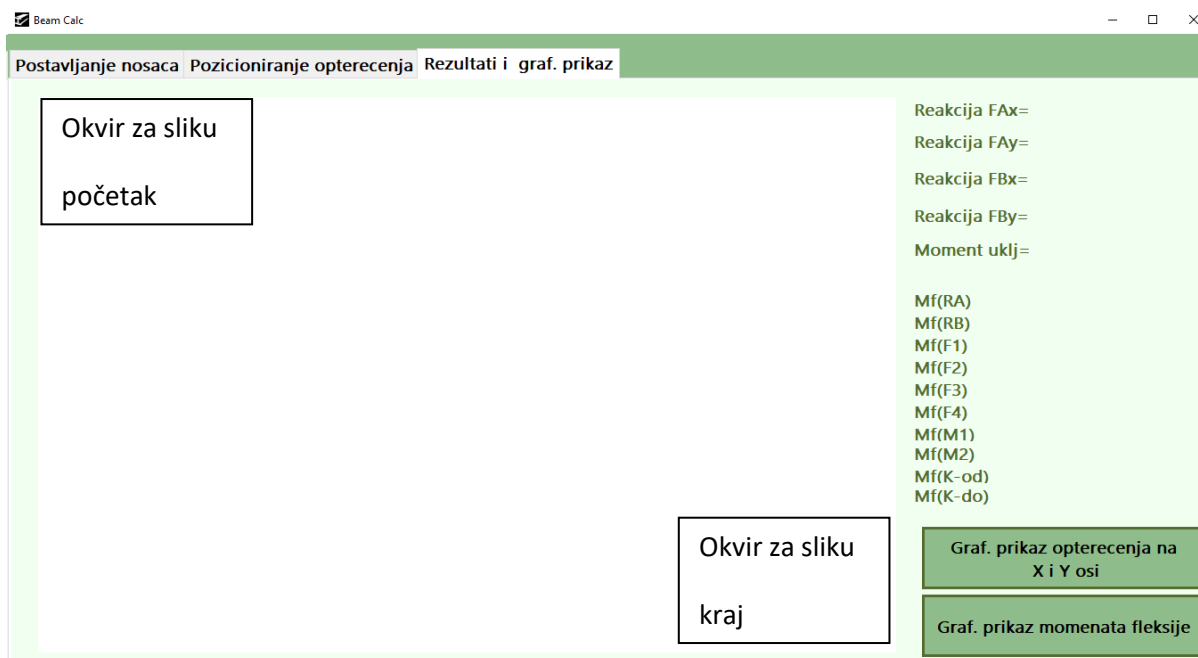 Beam Calc
Postavljanje nosaca Pozicioniranje opterecenja Rezultati i graf. prikaz
Okvir za sliku
početak
Reakcija FAx=
Reakcija FAy=
Reakcija FBx=
Reakcija FBy=
Moment uklj=
Mf(RA)
Mf(RB)
Mf(F1)
Mf(F2)
Mf(F3)
Mf(F4)
Mf(M1)
Mf(M2)
Mf(K-od)
Mf(K-do)
Okvir za sliku
kraj
Graf. prikaz opterecenja na
X i Y osi
Graf. prikaz momenata fleksije